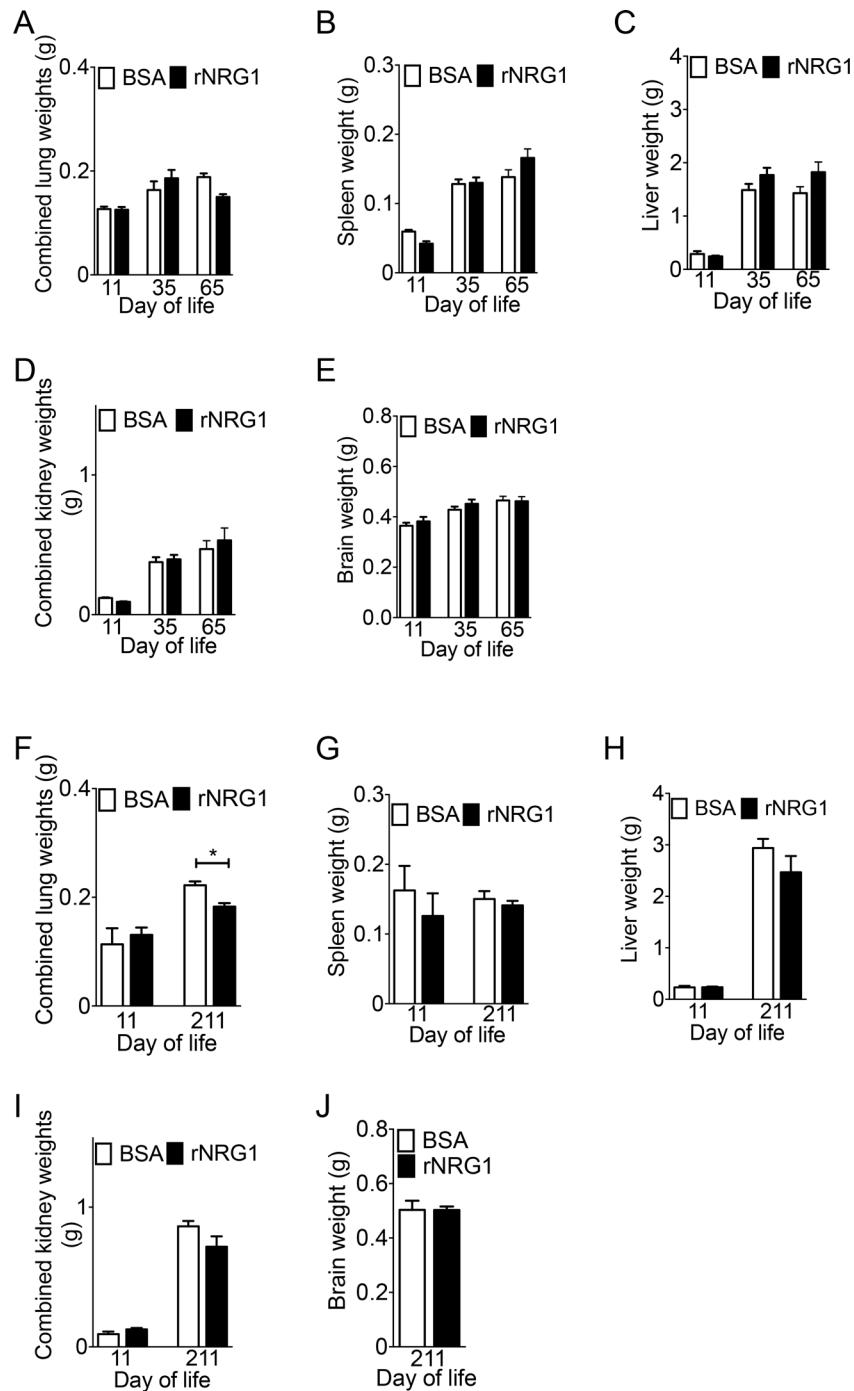 A
Combined lung weights (g)
BSA rNRG1
0.4
0.2
0
11 35 65
Day of life
B
Spleen weight (g)
BSA rNRG1
0.3
0.2
0.1
0
11 35 65
Day of life
C
Liver weight (g)
BSA rNRG1
4
3
2
1
0
11 35 65
Day of life
D
Combined kidney weights
(g)
BSA rNRG1
1
0
11 35 65
Day of life
E
Brain weight (g)
BSA rNRG1
0.8
0.6
0.4
0.2
0.0
11 35 65
Day of life
F
Combined lung weights (g)
BSA rNRG1
0.4
*
0.2
0
11 211
Day of life
G
Spleen weight (g)
BSA rNRG1
0.3
0.2
0.1
0
11 211
Day of life
H
Liver weight (g)
BSA rNRG1
4
3
2
1
0
11 211
Day of life
I
Combined kidney weights
(g)
BSA rNRG1
1
0
11 211
Day of life
J
Brain weight (g)
BSA
rNRG1
0.8
0.6
0.4
0.2
0
211
Day of life